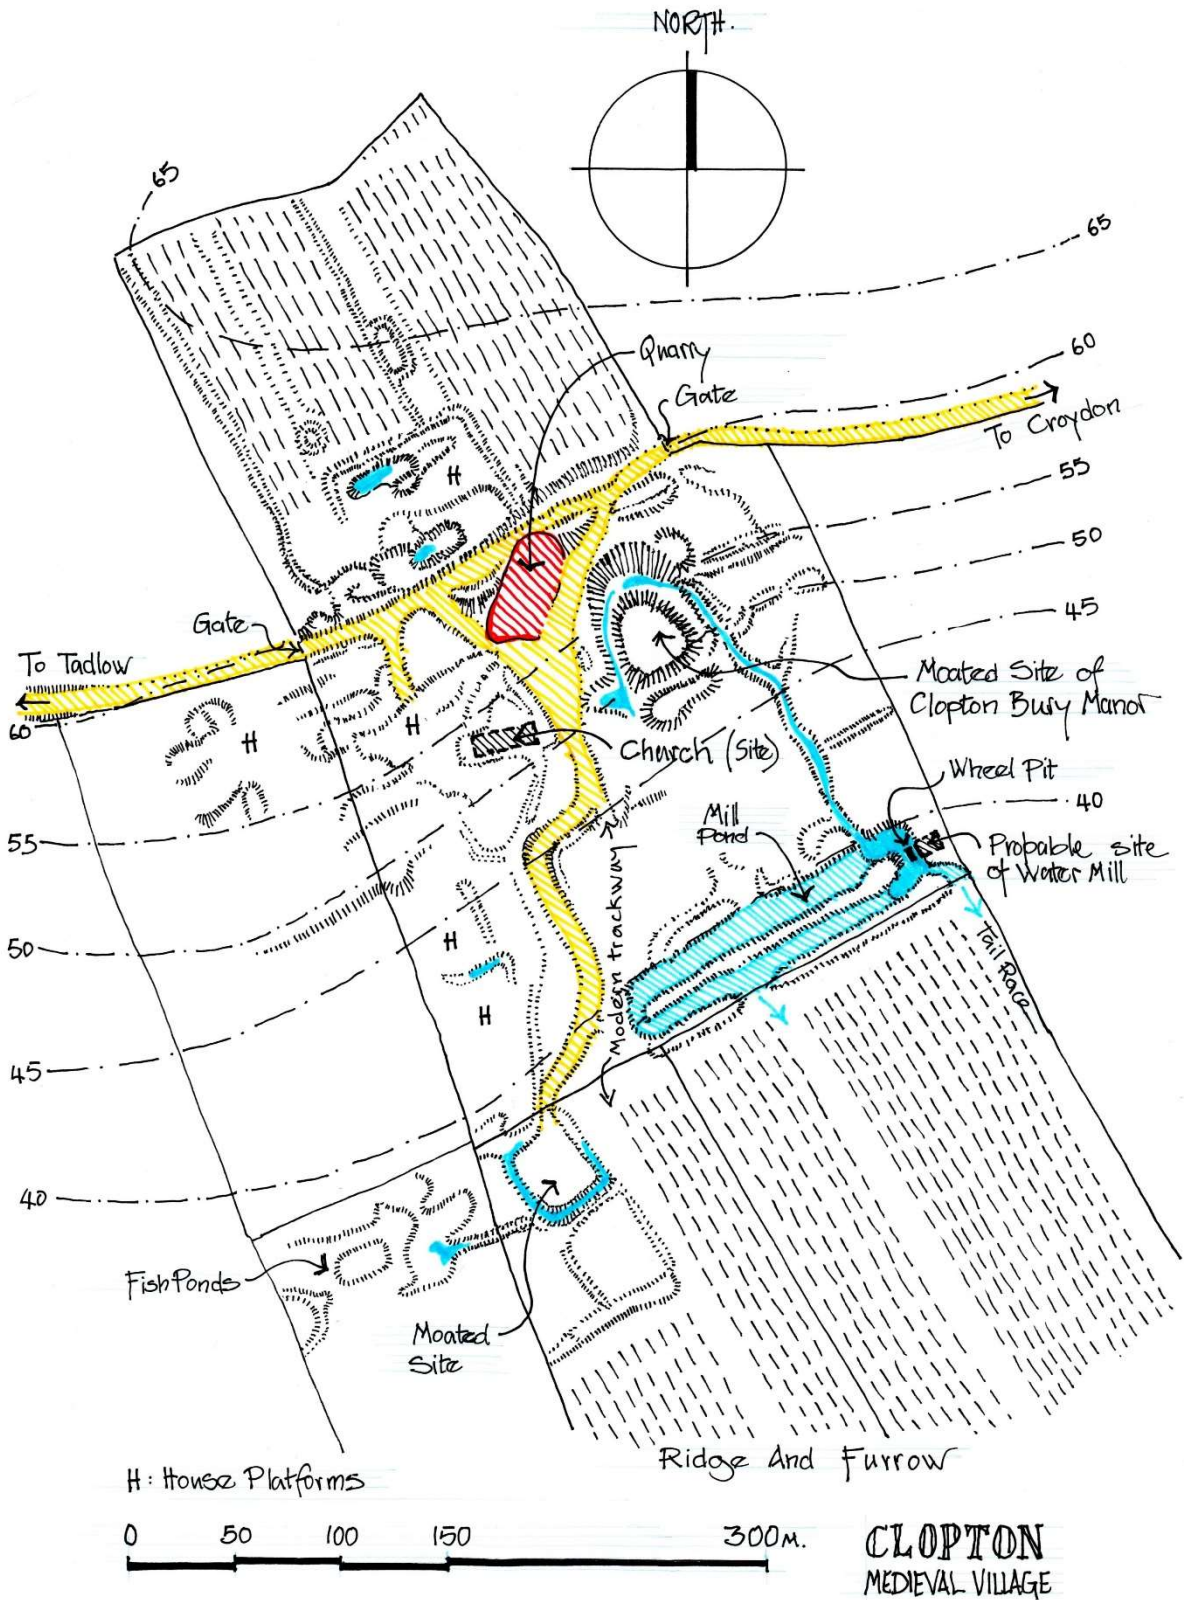 NORTH.
65
65
Quarry
60
Gate
To Croydon
55
50
45
Gate
To Tadlow
60
H
H
H
Moated Site of
Clopton Bury Manor
Church (Site)
Wheel Pit
40
Mill
Pond
Probable site
of Water Mill
55
Modern trackway
50
H
H
Tail Race
45
40
Fish Ponds
Moated
Site
Ridge And Furrow
H: House Platforms
0 50 100 150 300M.
CLOPTON
MEDIEVAL VILLAGE